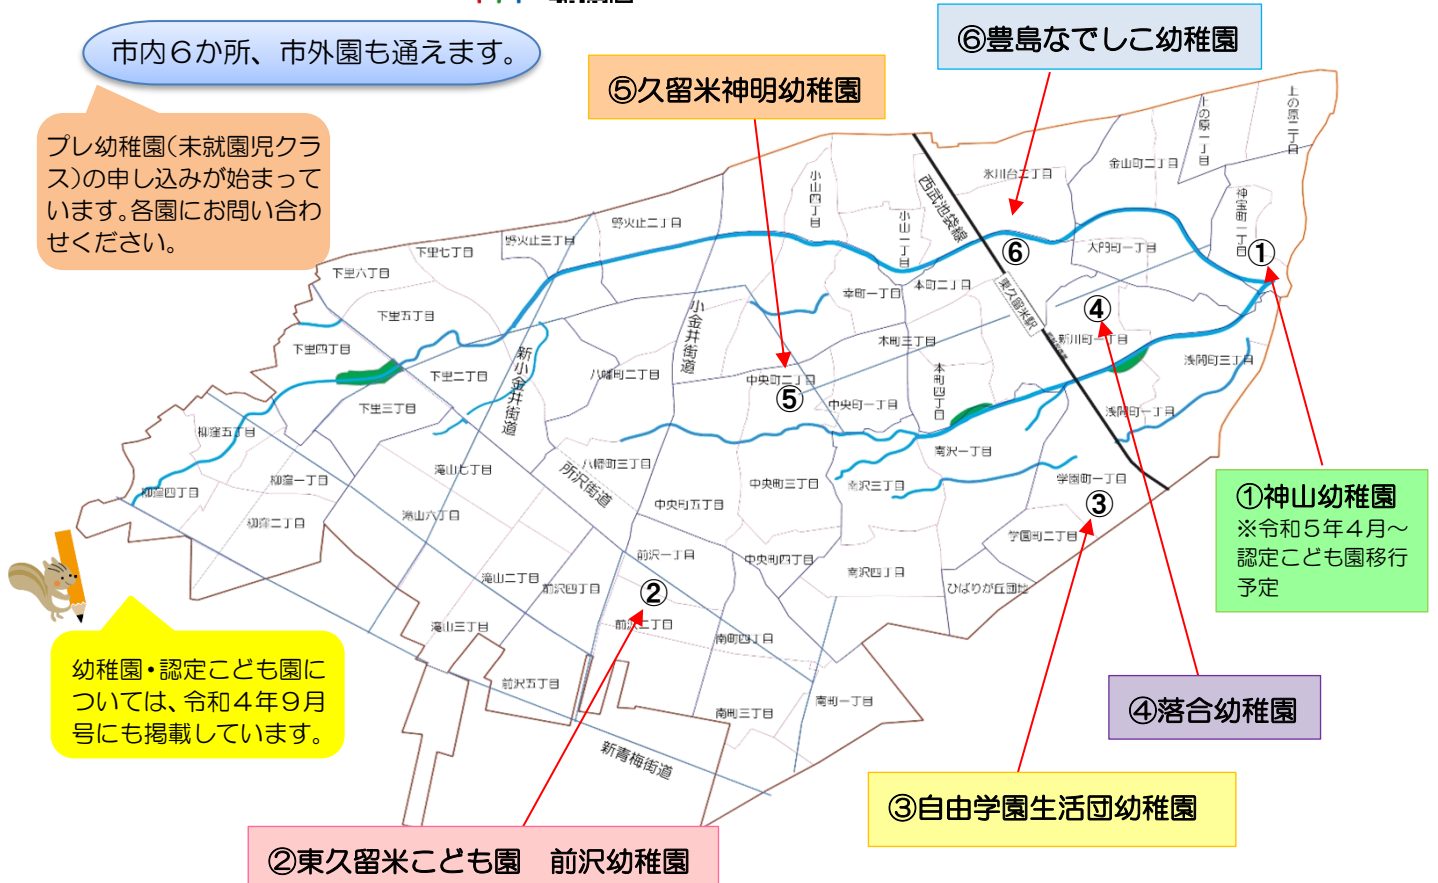 市内６か所、市外園も通えます。
プレ幼稚園（未就園児クラ
ス）の申し込みが始まって
います。各園にお問い合わ
せください。
⑥豊島なでしこ幼稚園
⑤久留米神明幼稚園
上の原二丁目
上の原一丁目
金山町二丁目
氷川台二丁目
神宝町一丁目
小山四丁目
小山一丁目
西武池袋線
野火止二丁目
野火止三丁目
下里七丁目
下里六丁目
大門町一丁目
⑥
①
下里五丁目
幸町一丁目
本町二丁目
東久留米駅
④
小金井街道
新小金井街道
下里四丁目
本町三丁目
新川町一丁目
浅間町三丁目
下里二丁目
八幡町二丁目
中央町二丁目
⑤
本町四丁目
下里三丁目
中央町一丁目
浅間町一丁目
柳窪五丁目
南沢一丁目
滝山七丁目
八幡町三丁目
所沢街道
柳窪一丁目
柳窪四丁目
中央町三丁目
南沢三丁目
学園町一丁目
③
中央町五丁目
滝山六丁目
柳窪二丁目
学園町二丁目
前沢一丁目
中央町四丁目
南沢四丁目
ひばりが丘団地
滝山二丁目
前沢四丁目
②
滝山三丁目
前沢二丁目
南町四丁目
前沢五丁目
南町三丁目
南町一丁目
新青梅街道
①神山幼稚園
※令和５年４月～
認定こども園移行
予定
幼稚園・認定こども園に
ついては、令和４年９月
号にも掲載しています。
④落合幼稚園
③自由学園生活団幼稚園
②東久留米こども園　前沢幼稚園